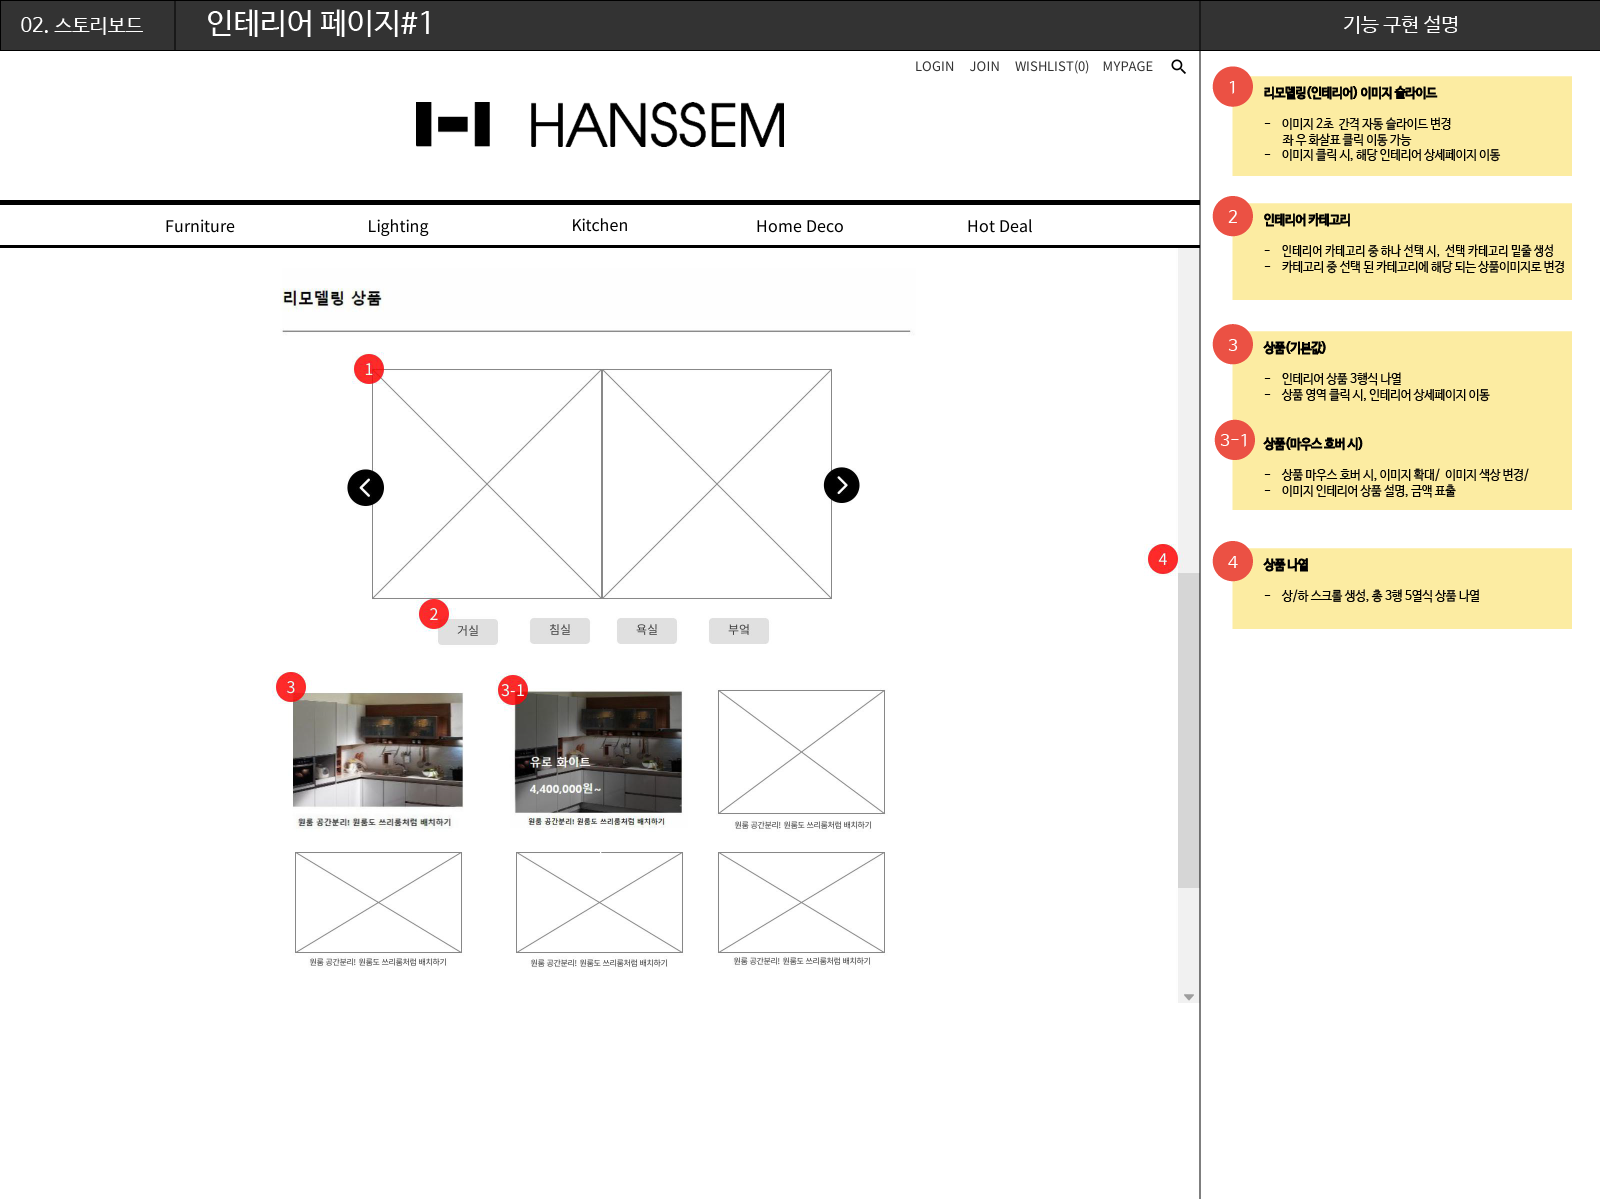 02. 스토리보드
인테리어 페이지#1
기능 구현 설명
LOGIN JOIN WISHLIST(0) MYPAGE
HANSSEM
Furniture Lighting Kitchen Home Deco Hot Deal
리모델링 상품
1
2
거실 침실 욕실 부엌
3
3-1
유로 화이트
4,400,000원~
원룸 공간분리! 원룸도 쓰리룸처럼 배치하기
원룸 공간분리! 원룸도 쓰리룸처럼 배치하기
원룸 공간분리! 원룸도 쓰리룸처럼 배치하기
원룸 공간분리! 원룸도 쓰리룸처럼 배치하기
원룸 공간분리! 원룸도 쓰리룸처럼 배치하기
원룸 공간분리! 원룸도 쓰리룸처럼 배치하기
4
1
리모델링(인테리어) 이미지 슬라이드
- 이미지 2초 간격 자동 슬라이드 변경
좌 우 화살표 클릭 이동 가능
- 이미지 클릭 시, 해당 인테리어 상세페이지 이동
2
인테리어 카테고리
- 인테리어 카테고리 중 하나 선택 시, 선택 카테고리 밑줄 생성
- 카테고리 중 선택 된 카테고리에 해당 되는 상품이미지로 변경
3
상품(기본값)
- 인테리어 상품 3행식 나열
- 상품 영역 클릭 시, 인테리어 상세페이지 이동
3-1
상품(마우스 호버 시)
- 상품 마우스 호버 시, 이미지 확대/ 이미지 색상 변경/
- 이미지 인테리어 상품 설명, 금액 표출
4
상품 나열
- 상/하 스크롤 생성, 총 3행 5열식 상품 나열